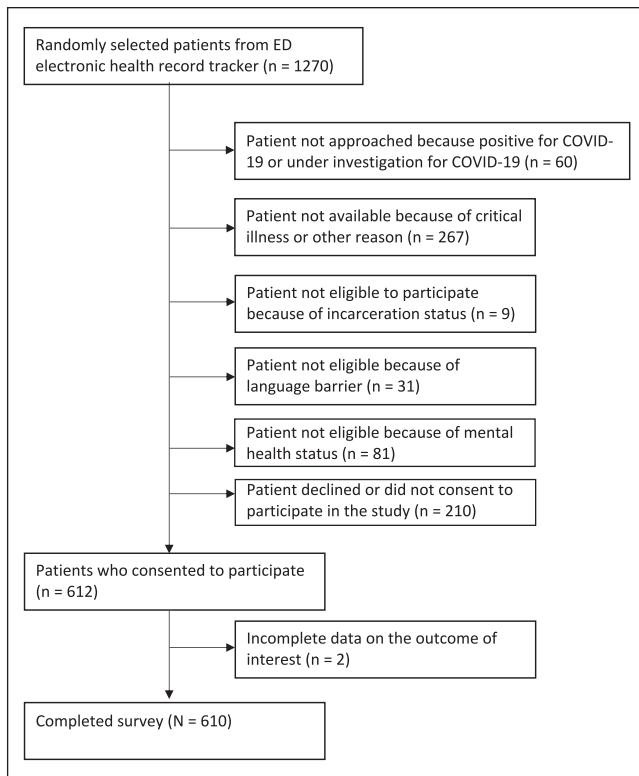 Randomly selected patients from ED
electronic health record tracker (n = 1270)
Patient not approached because positive for COVID-
19 or under investigation for COVID-19 (n = 60)
Patient not available because of critical
illness or other reason (n = 267)
Patient not eligible to participate
because of incarceration status (n = 9)
Patient not eligible because of
language barrier (n = 31)
Patient not eligible because of mental
health status (n = 81)
Patient declined or did not consent to
participate in the study (n = 210)
Patients who consented to participate
(n = 612)
Incomplete data on the outcome of
interest (n = 2)
Completed survey (N = 610)